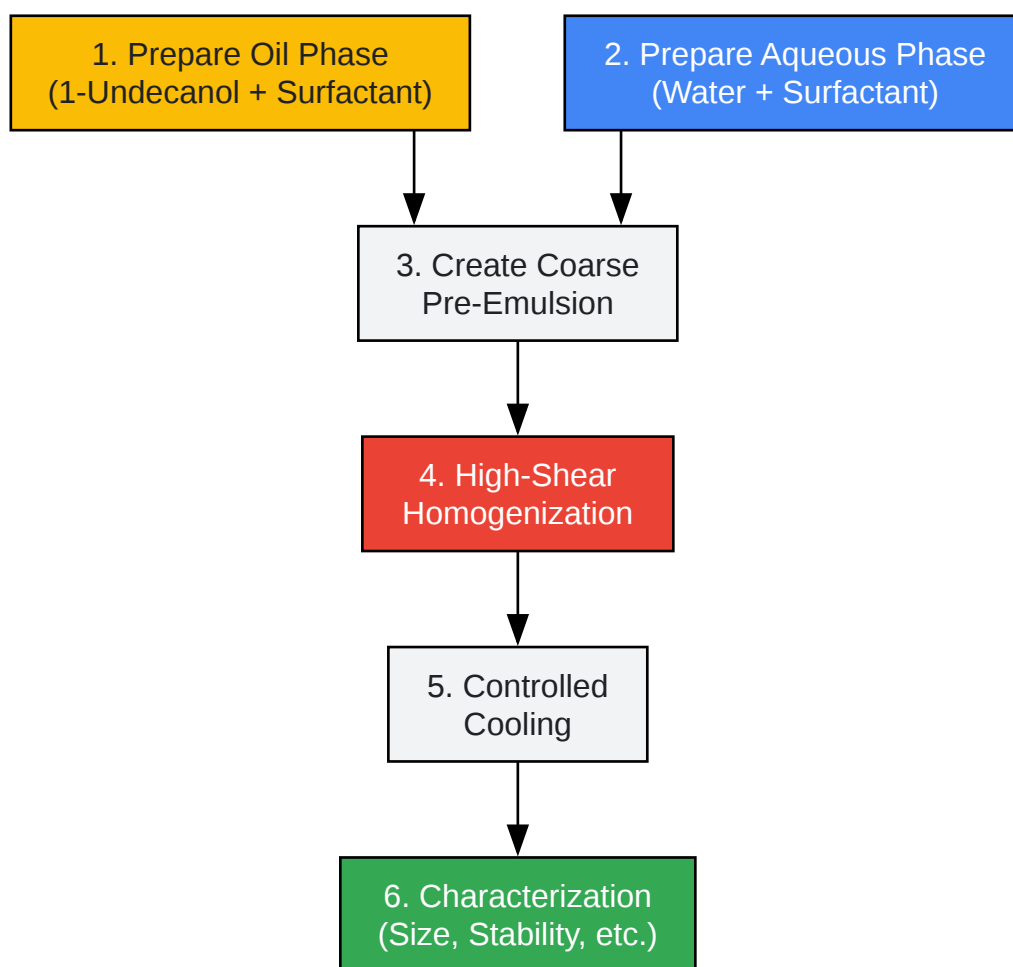 1. Prepare Oil Phase
(1-Undecanol + Surfactant)
2. Prepare Aqueous Phase
(Water + Surfactant)
3. Create Coarse
Pre-Emulsion
4. High-Shear
Homogenization
5. Controlled
Cooling
6. Characterization
(Size, Stability, etc.)